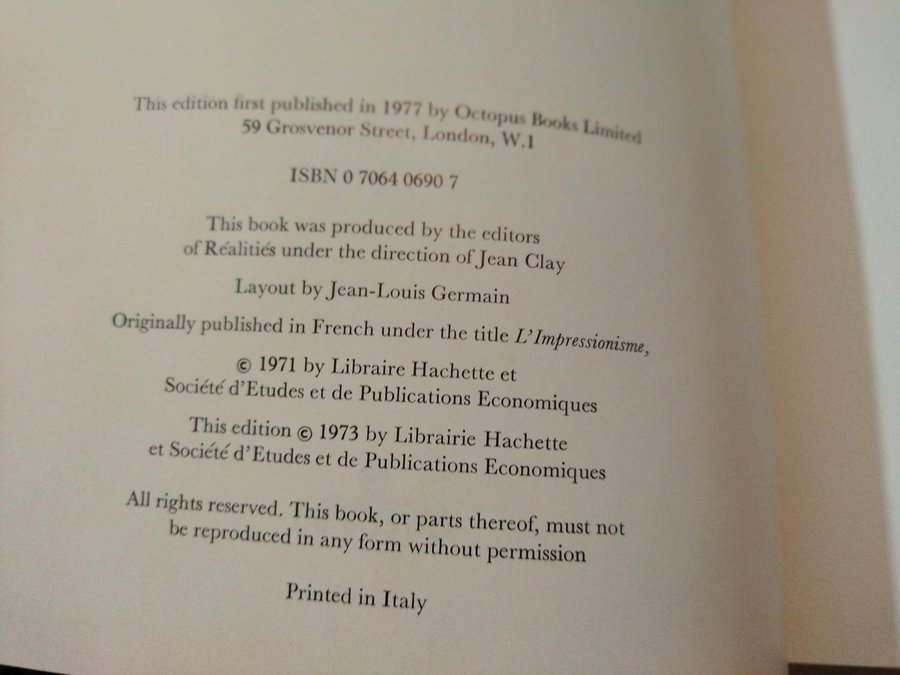 This edition first published in 1977 by Octopus Books Limited
59 Grosvenor Street, London, W.1
ISBN 0 7064 0690 7
This book was produced by the editors
of Réalitiés under the direction of Jean Clay
Layout by Jean-Louis Germain
Originally published in French under the title L'Impressionisme,
© 1971 by Libraire Hachette et
Société d'Etudes et de Publications Economiques
This edition © 1973 by Librairie Hachette
et Société d'Etudes et de Publications Economiques
All rights reserved. This book, or parts thereof, must not
be reproduced in any form without permission
Printed in Italy